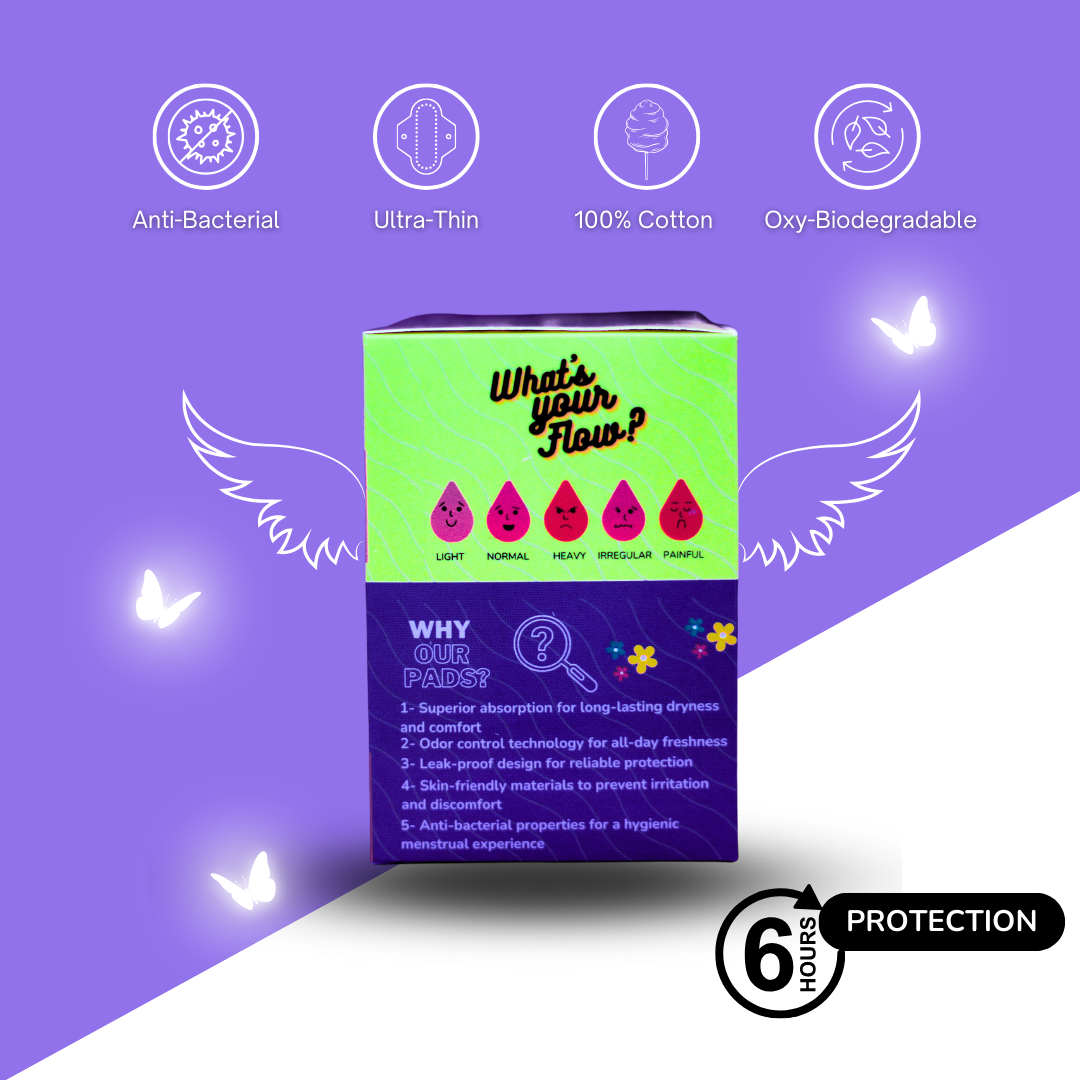 Anti-Bacterial
Ultra-Thin
100% Cotton
Oxy-Biodegradable
What's
your
Flow?
LIGHT
NORMAL
HEAVY
IRREGULAR
PAINFUL
WHY
OUR
PADS?
?
1- Superior absorption for long-lasting dryness
and comfort
2- Odor control technology for all-day freshness
3- Leak-proof design for reliable protection
4- Skin-friendly materials to prevent irritation
and discomfort
5- Anti-bacterial properties for a hygienic
menstrual experience
6 HOURS
PROTECTION